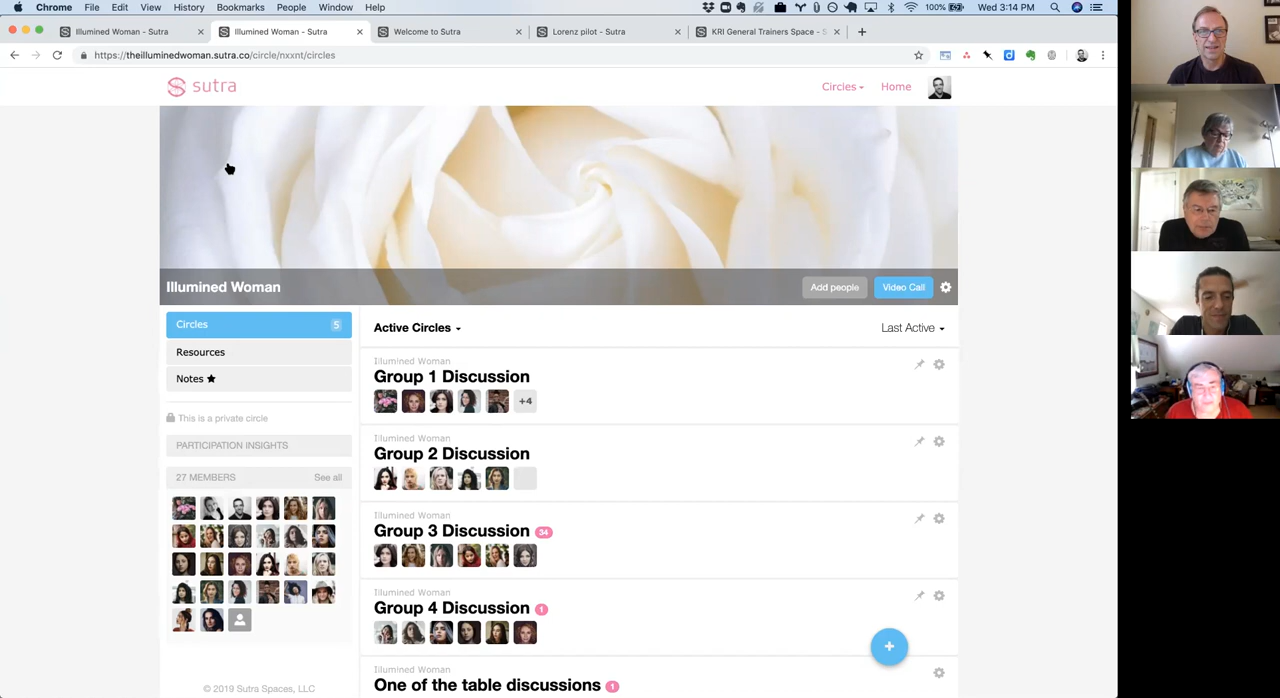 Chrome File Edit View History Bookmarks People Window Help 100% Wed 3:14 PM
Illumined Woman - Sutra
Illumined Woman - Sutra
Welcome to Sutra
Lorenz pilot - Sutra
KRI General Trainers Space - S
https://theilluminedwoman.sutra.co/circle/nxxnt/circles
sutra
Circles
Home
Illumined Woman
Add people
Video Call
Circles 5
Resources
Notes
This is a private circle
PARTICIPATION INSIGHTS
27 MEMBERS See all
© 2019 Sutra Spaces, LLC
Active Circles
Last Active
Illumined Woman
Group 1 Discussion
+4
Illumined Woman
Group 2 Discussion
Illumined Woman
Group 3 Discussion 34
Illumined Woman
Group 4 Discussion 1
Illumined Woman
One of the table discussions 1
+